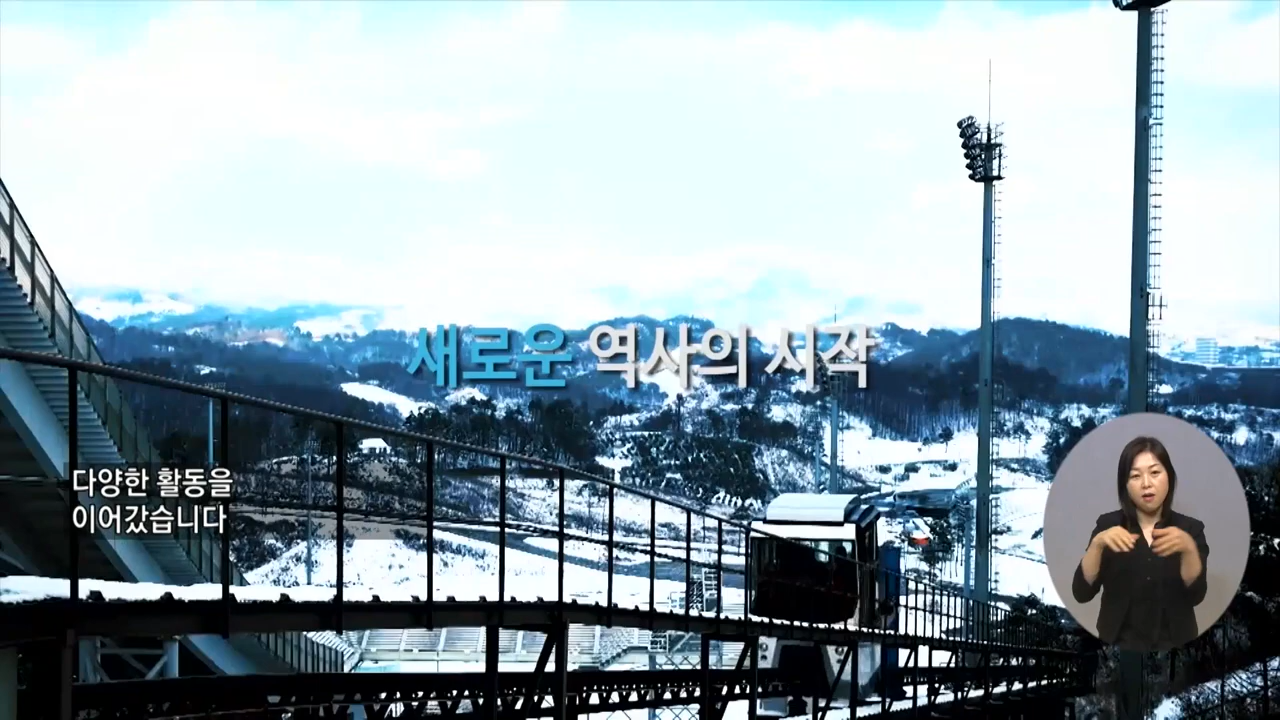 새로운 역사의 시작
다양한 활동을
이어갔습니다